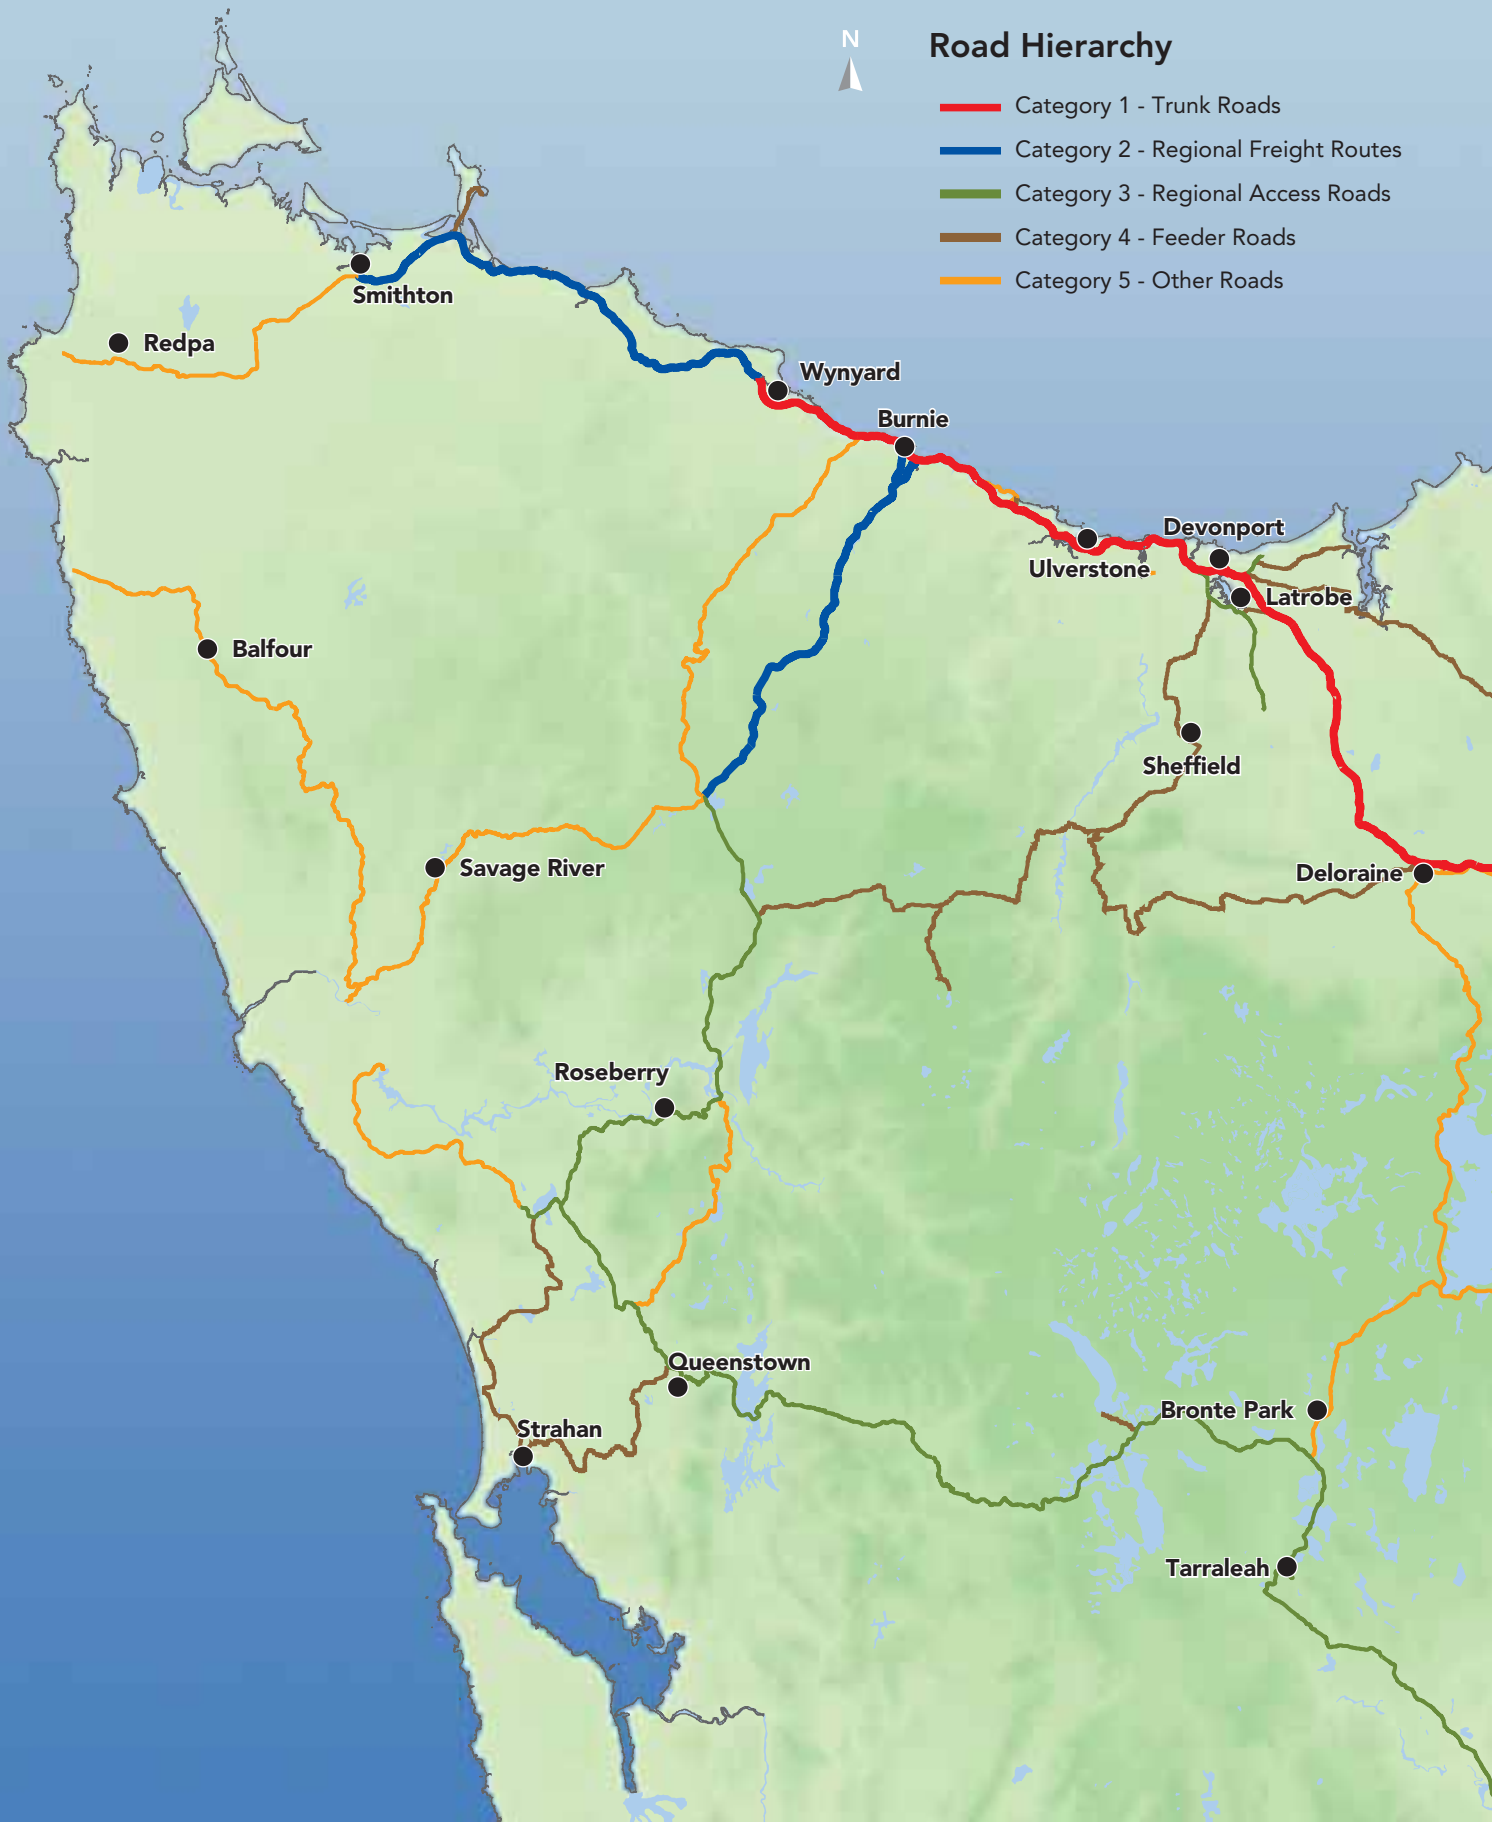 N
Road Hierarchy
Category 1 - Trunk Roads
Category 2 - Regional Freight Routes
Category 3 - Regional Access Roads
Category 4 - Feeder Roads
Category 5 - Other Roads
Smithton
Redpa
Wynyard
Burnie
Devonport
Ulverstone
Latrobe
Balfour
Sheffield
Savage River
Deloraine
Roseberry
Queenstown
Bronte Park
Strahan
Tarraleah